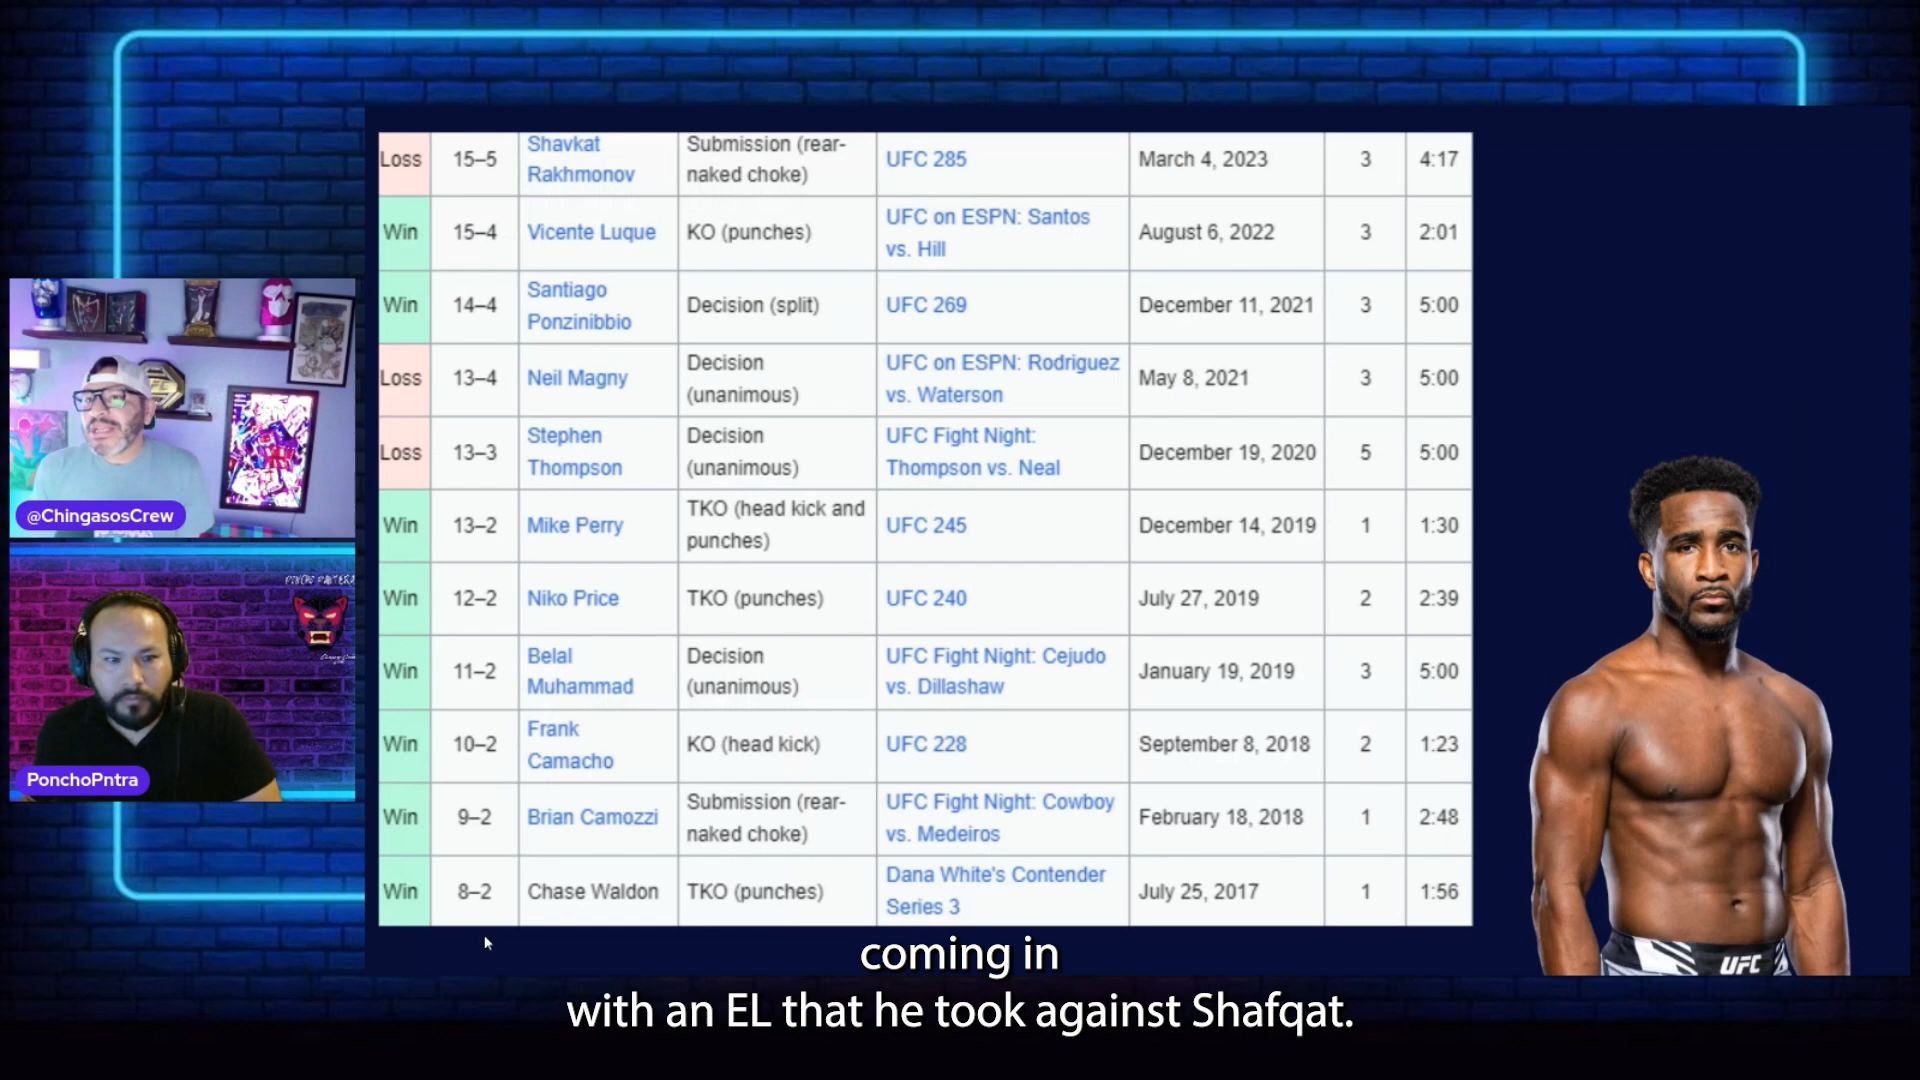 Loss 15–5 Shavkat Rakhmonov Submission (rear-naked choke) UFC 285 March 4, 2023 3 4:17
Win 15–4 Vicente Luque KO (punches) UFC on ESPN: Santos vs. Hill August 6, 2022 3 2:01
Win 14–4 Santiago Ponzinibbio Decision (split) UFC 269 December 11, 2021 3 5:00
Loss 13–4 Neil Magny Decision (unanimous) UFC on ESPN: Rodriguez vs. Waterson May 8, 2021 3 5:00
Loss 13–3 Stephen Thompson Decision (unanimous) UFC Fight Night: Thompson vs. Neal December 19, 2020 5 5:00
Win 13–2 Mike Perry TKO (head kick and punches) UFC 245 December 14, 2019 1 1:30
Win 12–2 Niko Price TKO (punches) UFC 240 July 27, 2019 2 2:39
Win 11–2 Belal Muhammad Decision (unanimous) UFC Fight Night: Cejudo vs. Dillashaw January 19, 2019 3 5:00
Win 10–2 Frank Camacho KO (head kick) UFC 228 September 8, 2018 2 1:23
Win 9–2 Brian Camozzi Submission (rear-naked choke) UFC Fight Night: Cowboy vs. Medeiros February 18, 2018 1 2:48
Win 8–2 Chase Waldon TKO (punches) Dana White's Contender Series 3 July 25, 2017 1 1:56
@ChingasosCrew
PONCHO PANTERA
PonchoPntra
UFC
coming in
with an EL that he took against Shafqat.